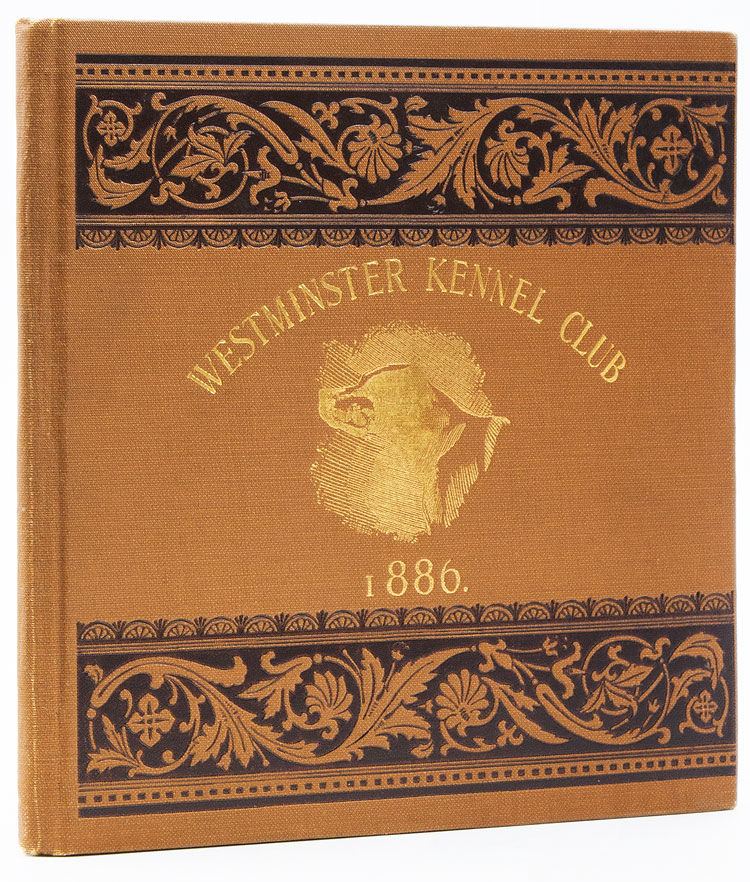 WESTMINSTER KENNEL CLUB
1886.